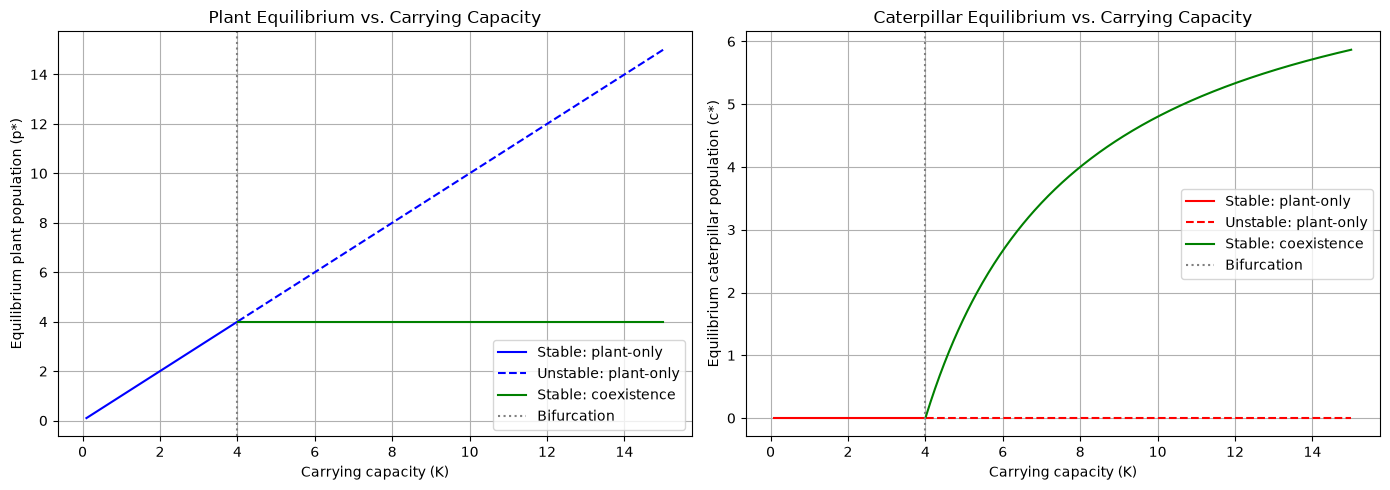 Plant Equilibrium vs. Carrying Capacity
Equilibrium plant population (p*)
14
12
10
8
6
4
2
0
Stable: plant-only
Unstable: plant-only
Stable: coexistence
Bifurcation
0 2 4 6 8 10 12 14
Carrying capacity (K)
Caterpillar Equilibrium vs. Carrying Capacity
Equilibrium caterpillar population (c*)
6
5
4
3
2
1
0
Stable: plant-only
Unstable: plant-only
Stable: coexistence
Bifurcation
0 2 4 6 8 10 12 14
Carrying capacity (K)